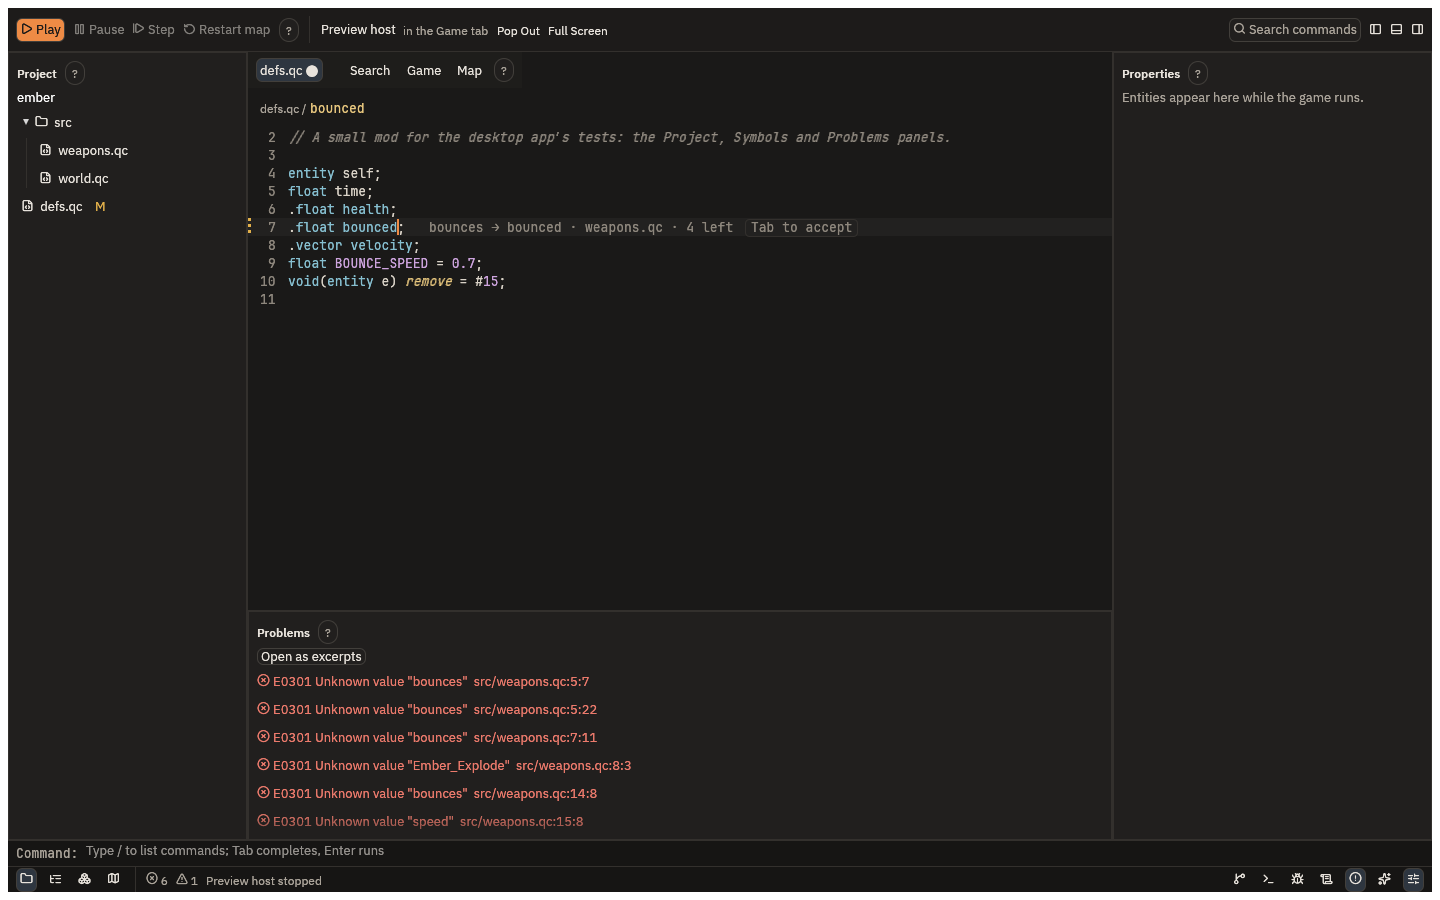 Play Pause Step Restart map ? Preview host in the Game tab Pop Out Full Screen Search commands
Project ?
ember
src
weapons.qc
world.qc
defs.qc M
defs.qc Search Game Map ?
defs.qc / bounced
2 // A small mod for the desktop app's tests: the Project, Symbols and Problems panels.
3
4 entity self;
5 float time;
6 .float health;
7 .float bounced; bounces → bounced · weapons.qc · 4 left Tab to accept
8 .vector velocity;
9 float BOUNCE_SPEED = 0.7;
10 void(entity e) remove = #15;
11
Problems ?
Open as excerpts
E0301 Unknown value "bounces" src/weapons.qc:5:7
E0301 Unknown value "bounces" src/weapons.qc:5:22
E0301 Unknown value "bounces" src/weapons.qc:7:11
E0301 Unknown value "Ember_Explode" src/weapons.qc:8:3
E0301 Unknown value "bounces" src/weapons.qc:14:8
E0301 Unknown value "speed" src/weapons.qc:15:8
Properties ?
Entities appear here while the game runs.
Command: Type / to list commands; Tab completes, Enter runs
6 1 Preview host stopped